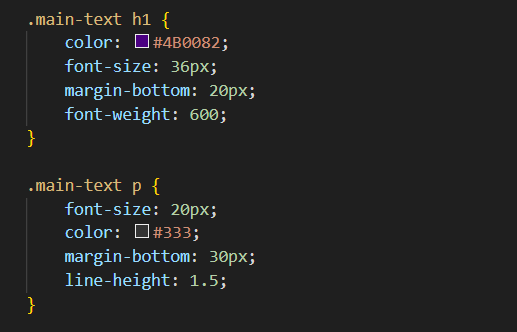 .main-text h1 {
    color: #4B0082;
    font-size: 36px;
    margin-bottom: 20px;
    font-weight: 600;
}

.main-text p {
    font-size: 20px;
    color: #333;
    margin-bottom: 30px;
    line-height: 1.5;
}